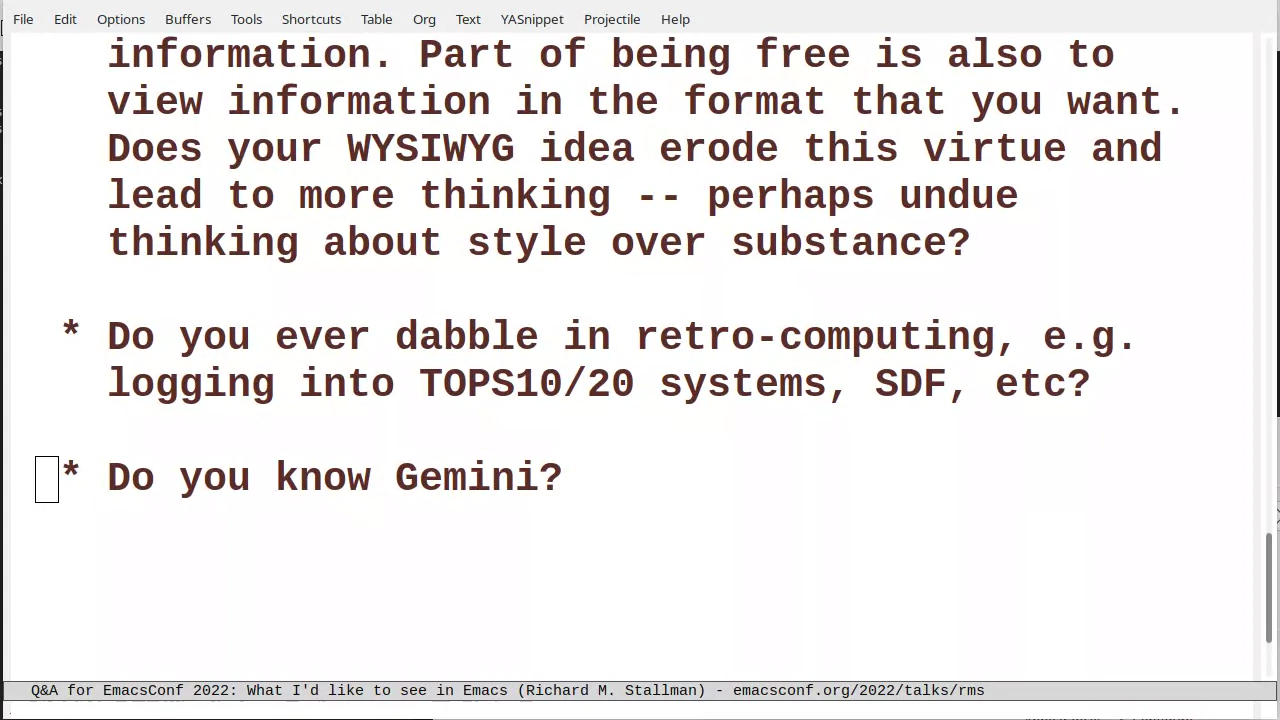 File Edit Options Buffers Tools Shortcuts Table Org Text YASnippet Projectile Help
information. Part of being free is also to
view information in the format that you want.
Does your WYSIWYG idea erode this virtue and
lead to more thinking -- perhaps undue
thinking about style over substance?
* Do you ever dabble in retro-computing, e.g.
logging into TOPS10/20 systems, SDF, etc?
* Do you know Gemini?
Q&A for EmacsConf 2022: What I'd like to see in Emacs (Richard M. Stallman) - emacsconf.org/2022/talks/rms